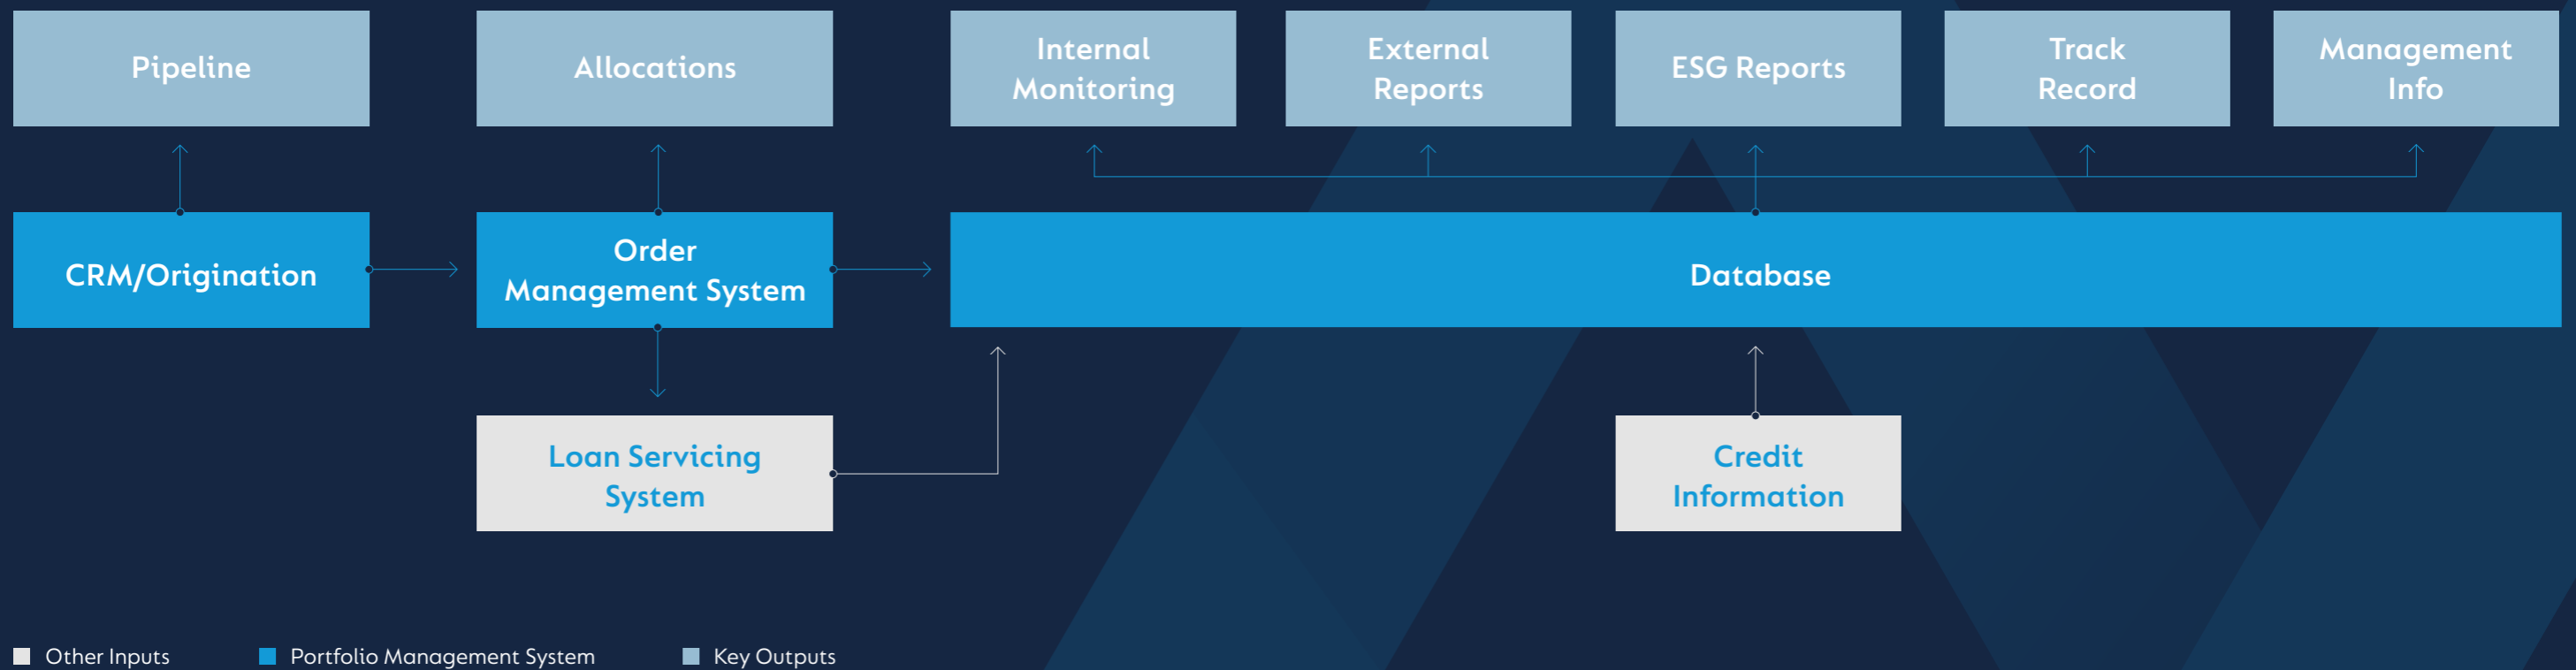 Pipeline
Allocations
Internal
Monitoring
External
Reports
ESG Reports
Track
Record
Management
Info
CRM/Origination
Order
Management System
Database
Loan Servicing
System
Credit
Information
Other Inputs
Portfolio Management System
Key Outputs